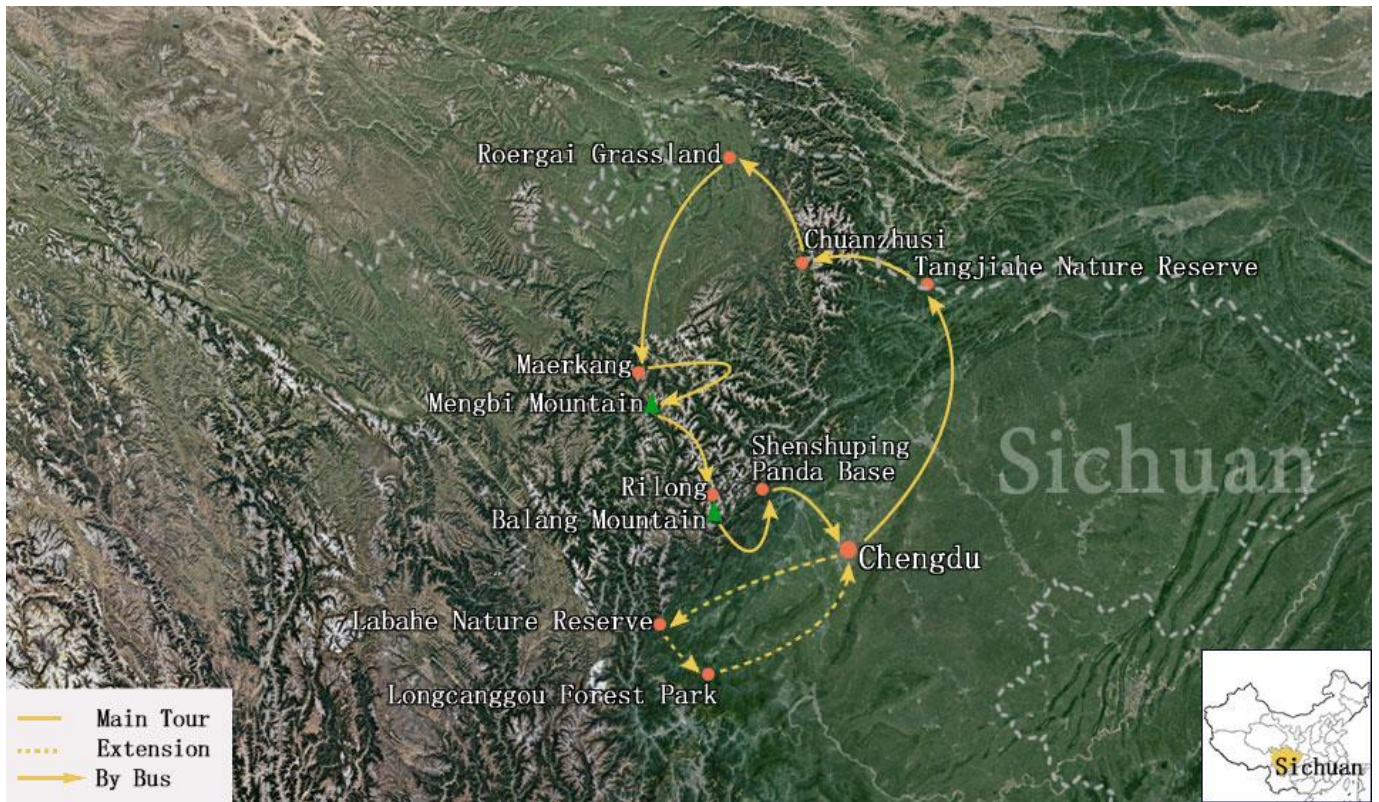 Roergai Grassland
Chuanzhusi
Tangjiahe Nature Reserve
Maerkang
Mengbi Mountain
Sichuan
Shenshuping
Panda Base
Rilong
Balang Mountain
Chengdu
Labahe Nature Reserve
Longcanggou Forest Park
Main Tour
Extension
By Bus
Sichuan